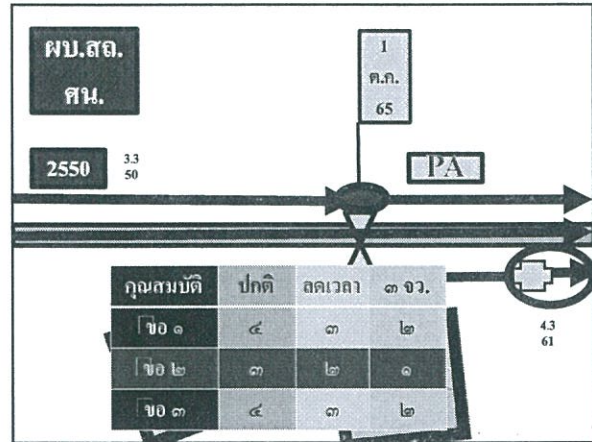 ผบ.สถ.
ศน.
1
ต.ค.
65
2550
3.3
50
PA
คุณสมบัติ ปกติ ลดเวลา ๓ จว.
ข้อ ๑ ๔ ๓ ๒
ข้อ ๒ ๓ ๒ ๑
ข้อ ๓ ๔ ๓ ๒
4.3
61